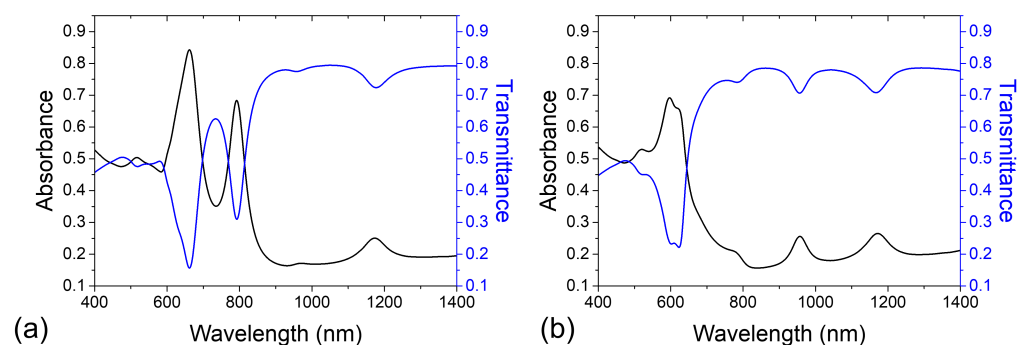 0.9 0.9 0.9 0.9
0.8 0.8 0.8 0.8
0.7 0.7 0.7 0.7
0.6 0.6 0.6 0.6
0.5 0.5 0.5 0.5
0.4 0.4 0.4 0.4
0.3 0.3 0.3 0.3
0.2 0.2 0.2 0.2
0.1 0.1 0.1 0.1
Absorbance
Transmittance
Absorbance
Transmittance
400 600 800 1000 1200 1400 400 600 800 1000 1200 1400
(a) Wavelength (nm) (b) Wavelength (nm)